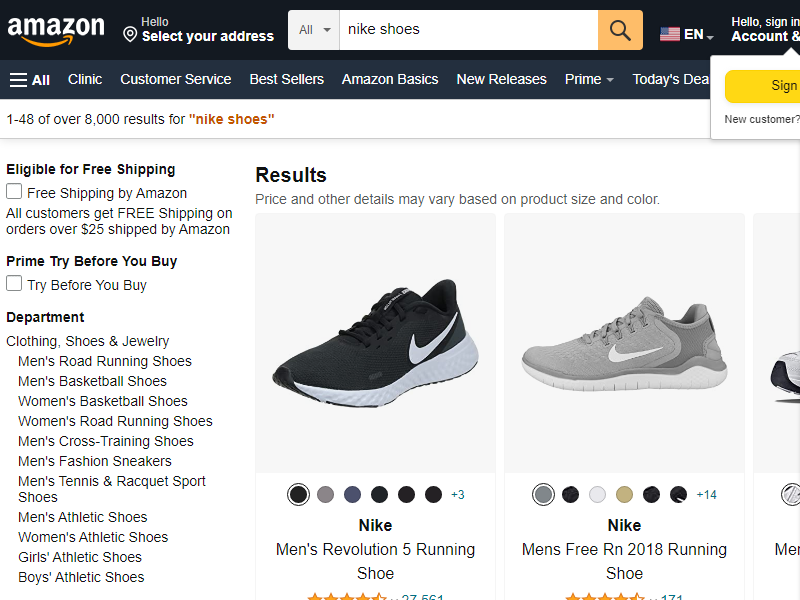 amazon
Hello
Select your address
All
nike shoes
EN
Hello, sign in
Account &
All
Clinic
Customer Service
Best Sellers
Amazon Basics
New Releases
Prime
Today's Dea
Sign
New customer?
1-48 of over 8,000 results for "nike shoes"
Eligible for Free Shipping
Free Shipping by Amazon
All customers get FREE Shipping on
orders over $25 shipped by Amazon
Prime Try Before You Buy
Try Before You Buy
Department
Clothing, Shoes & Jewelry
Men's Road Running Shoes
Men's Basketball Shoes
Women's Basketball Shoes
Women's Road Running Shoes
Men's Cross-Training Shoes
Men's Fashion Sneakers
Men's Tennis & Racquet Sport
Shoes
Men's Athletic Shoes
Women's Athletic Shoes
Girls' Athletic Shoes
Boys' Athletic Shoes
Results
Price and other details may vary based on product size and color.
+3
Nike
Men's Revolution 5 Running
Shoe
27,561
+14
Nike
Mens Free Rn 2018 Running
Shoe
171
Mer